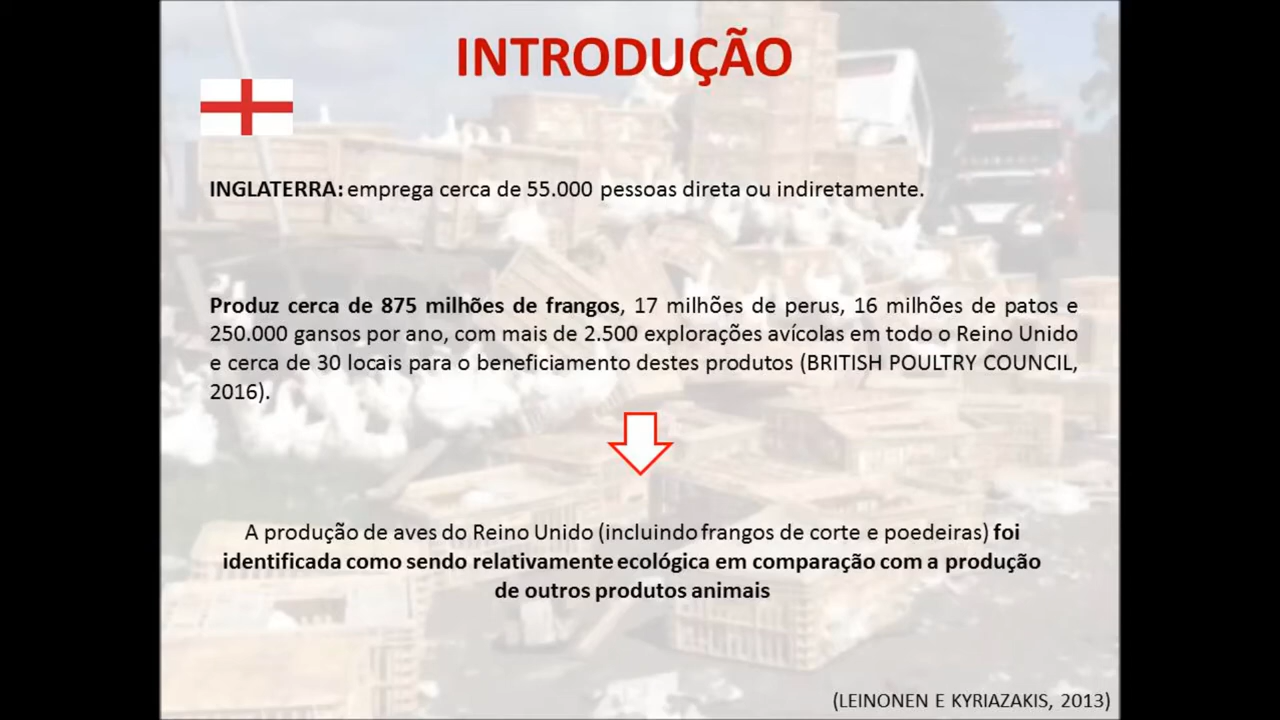 INTRODUÇÃO
INGLATERRA: emprega cerca de 55.000 pessoas direta ou indiretamente.
Produz cerca de 875 milhões de frangos, 17 milhões de perus, 16 milhões de patos e
250.000 gansos por ano, com mais de 2.500 explorações avícolas em todo o Reino Unido
e cerca de 30 locais para o beneficiamento destes produtos (BRITISH POULTRY COUNCIL,
2016).
A produção de aves do Reino Unido (incluindo frangos de corte e poedeiras) foi
identificada como sendo relativamente ecológica em comparação com a produção
de outros produtos animais
(LEINONEN E KYRIAZAKIS, 2013)